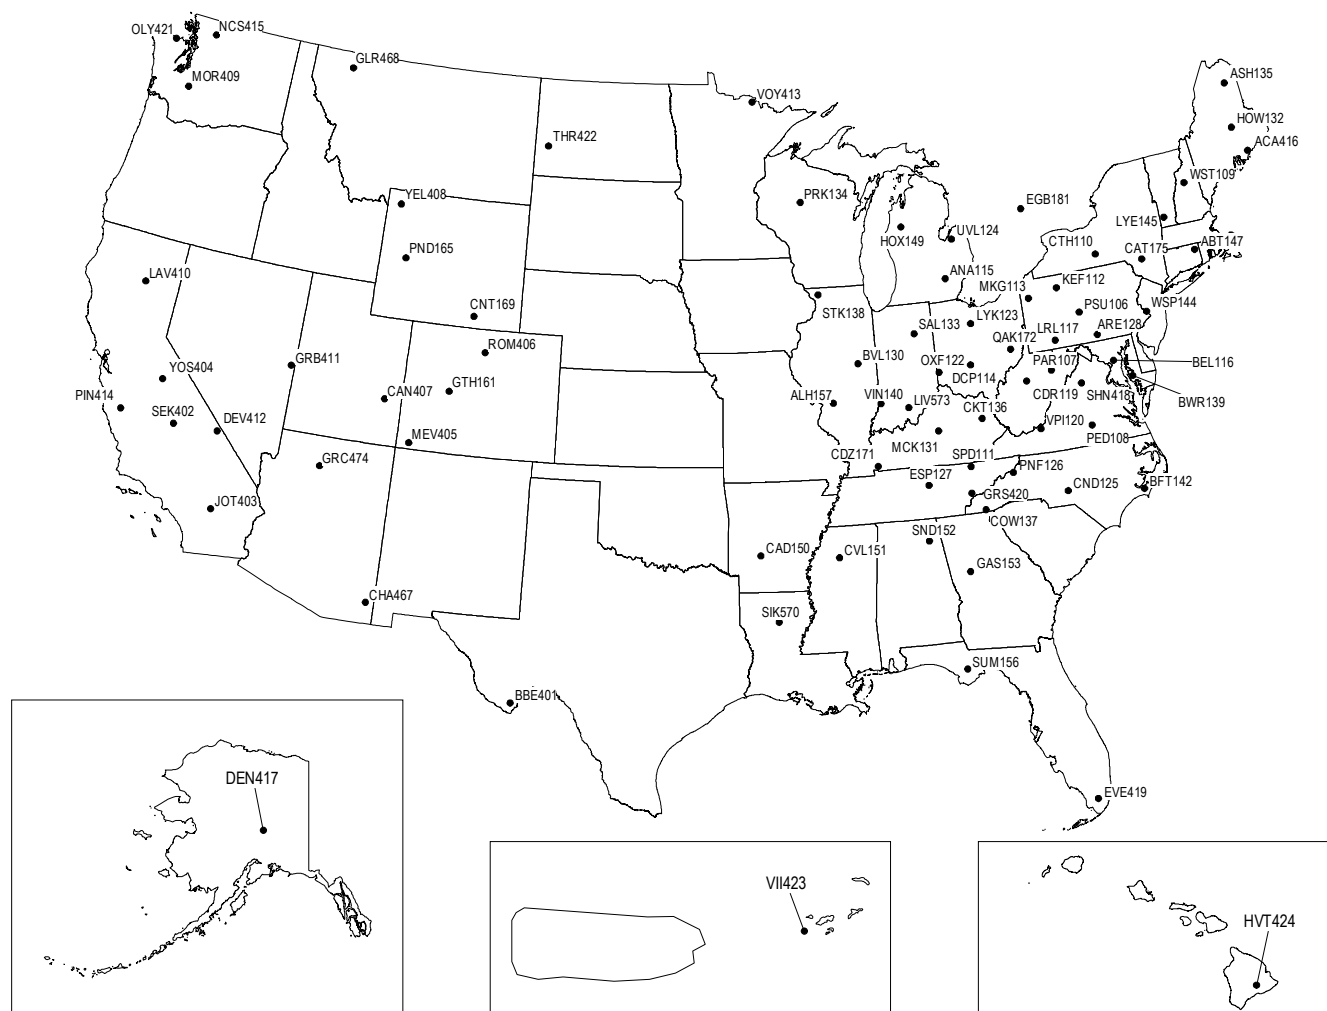 OLY421
NCS415
GLR468
MOR409
VOY413
ASH135
HOW132
ACA416
THR422
WST109
YEL408
PRK134
EGB181
LYE145
HOX149
UVL124
CTH110
CAT175
ABT147
PND165
LAV410
ANA115
MKG113
KEF112
CNT169
STK138
LYK123
PSU106
WSP144
SAL133
LRL117
ARE128
ROM406
QAK172
GRB411
YOS404
BVL130
OXF122
DCP114
PAR107
BEL116
GTH161
CAN407
PIN414
SEK402
DEV412
ALH157
VIN140
LIV573
CKT136
CDR119
SHN418
BWR139
MEV405
MCK131
VPI120
PED108
GRC474
CDZ171
SPD111
PNF126
ESP127
CND125
BFT142
GRS420
JOT403
COW137
SND152
CAD150
CVL151
GAS153
CHA467
SIK570
SUM156
BBE401
DEN417
EVE419
VII423
HVT424